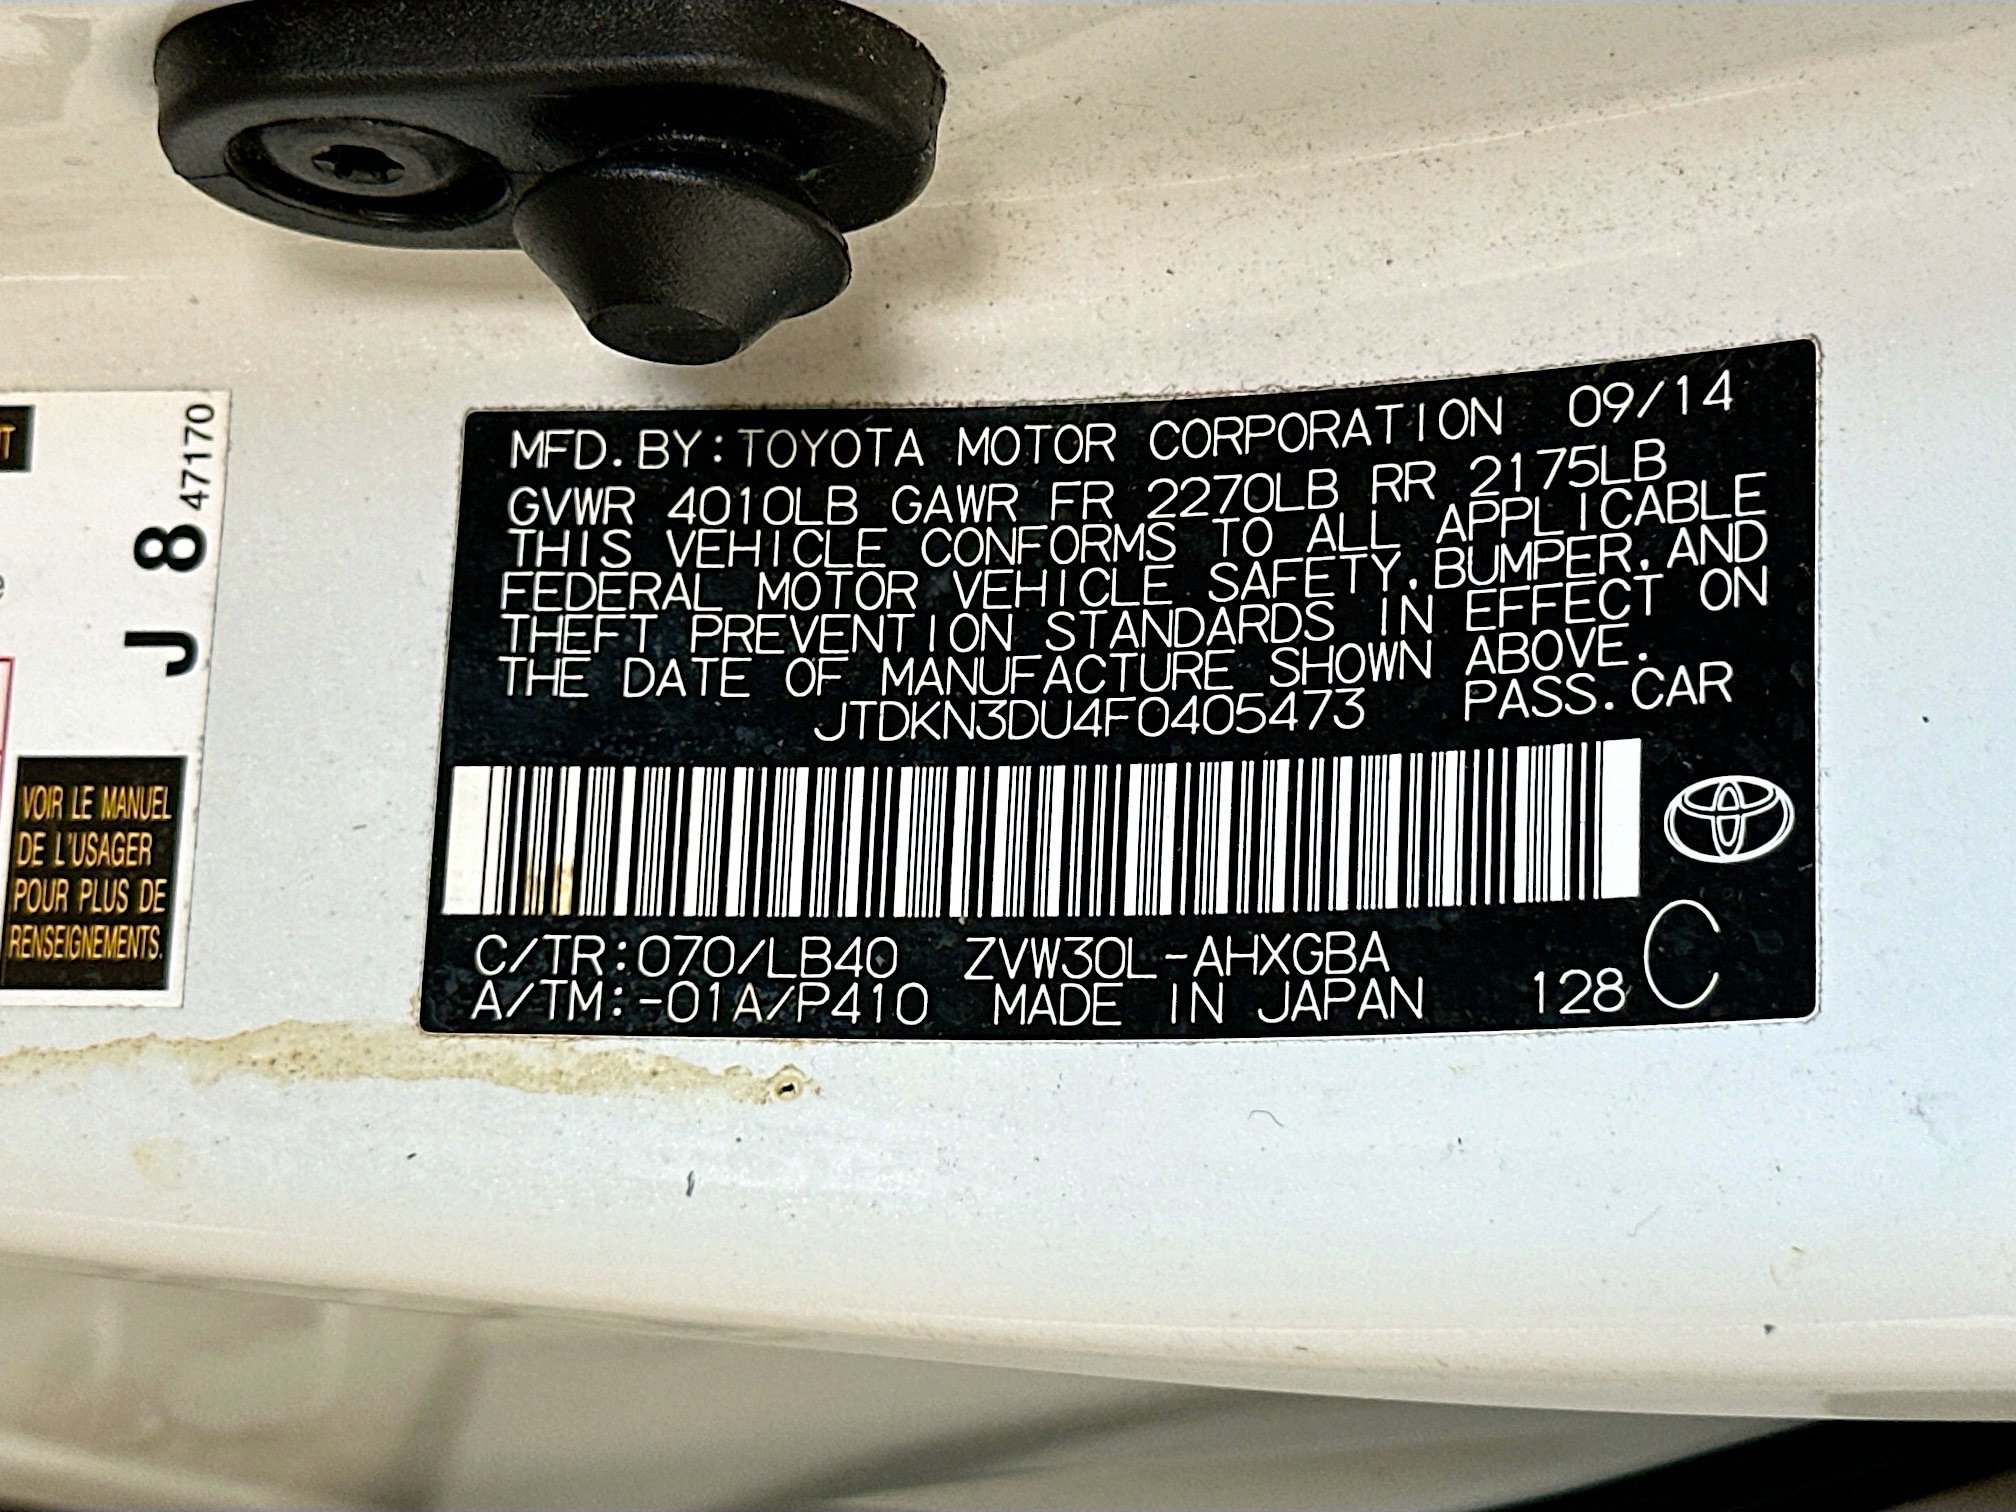 MFD. BY: TOYOTA MOTOR CORPORATION 09/14
GVWR 4010LB GAWR FR 2270LB RR 2175LB
THIS VEHICLE CONFORMS TO ALL APPLICABLE
FEDERAL MOTOR VEHICLE SAFETY, BUMPER, AND
THEFT PREVENTION STANDARDS IN EFFECT ON
THE DATE OF MANUFACTURE SHOWN ABOVE.
JTDKN3DU4F0405473 PASS. CAR
C/TR:070/LB40 ZVW30L-AHXGBA
A/TM:-01A/P410 MADE IN JAPAN 128 C
J 8 47170
VOIR LE MANUEL
DE L'USAGER
POUR PLUS DE
RENSEIGNEMENTS.